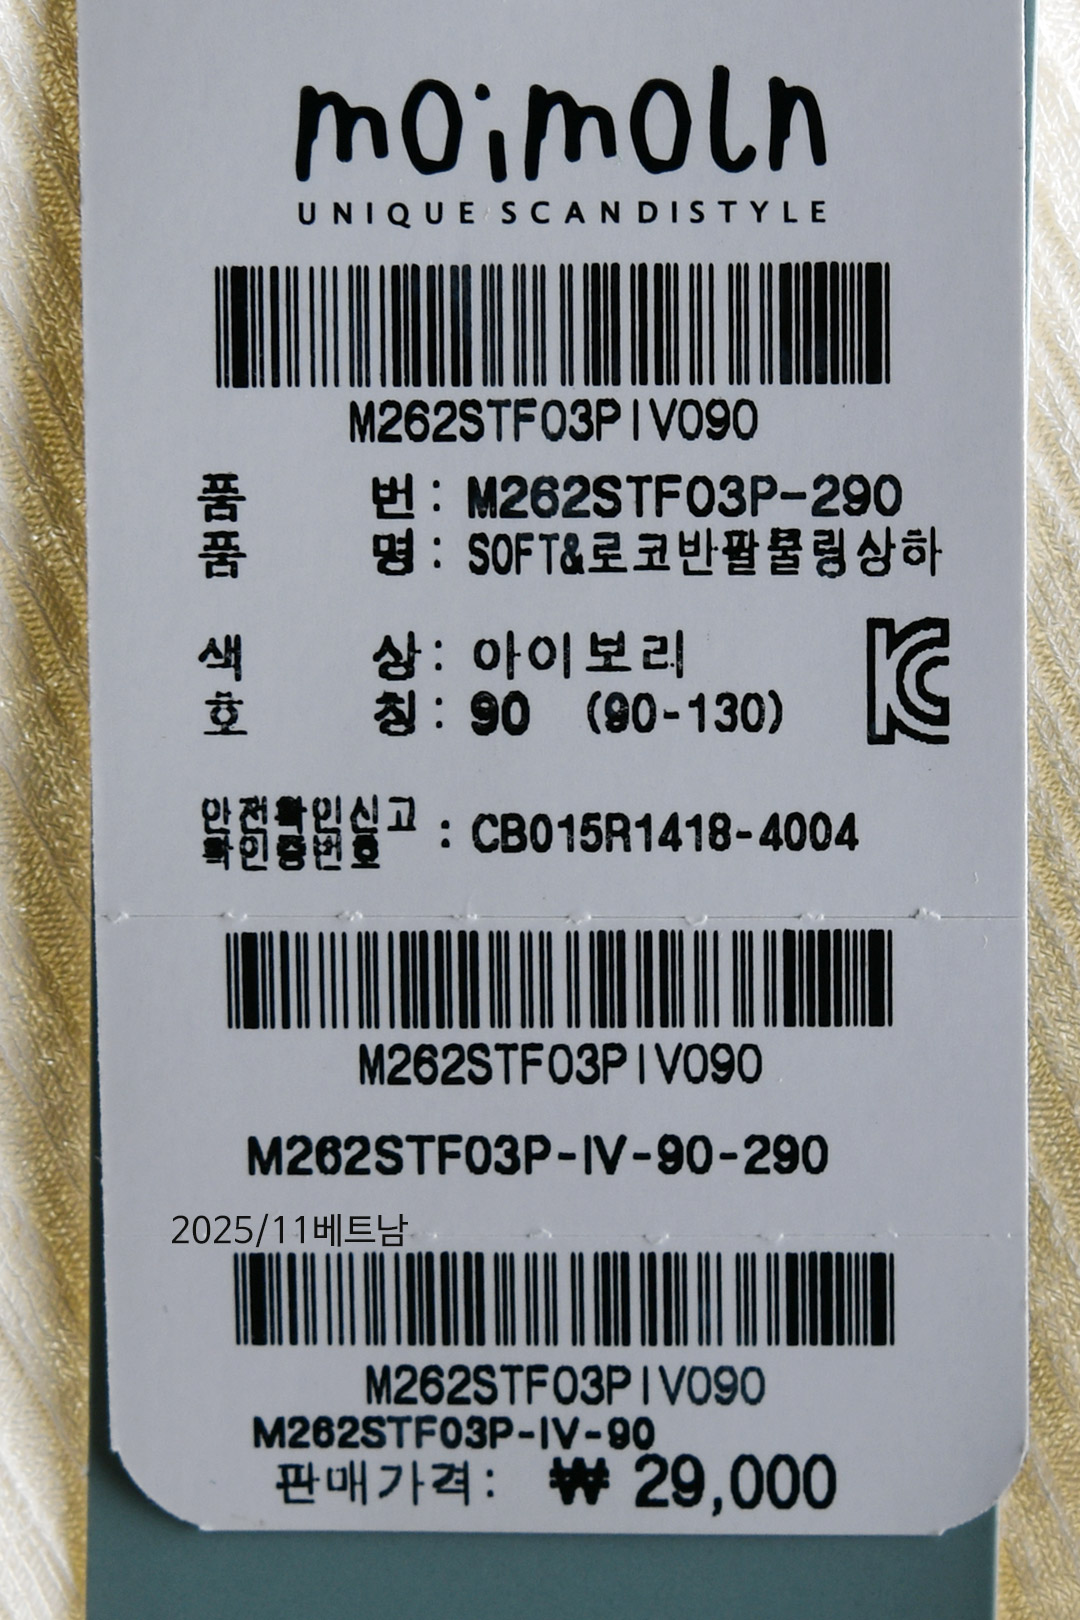 moimoln
UNIQUE SCANDISTYLE
M262STF03PIV090
품 번 : M262STF03P-290
품 명 : SOFT&로코반팔쿨링상하
색 상 : 아이보리
호 칭 : 90 (90-130)
KC
안전확인신고
확인증번호 : CB015R1418-4004
M262STF03PIV090
M262STF03P-IV-90-290
2025/11베트남
M262STF03PIV090
M262STF03P-IV-90
판매가격: ₩ 29,000